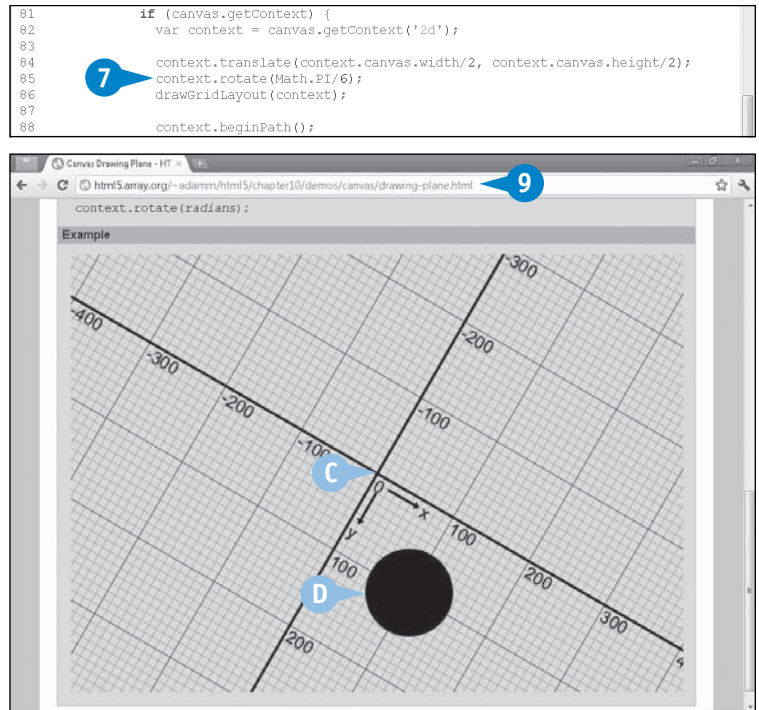 81 if (canvas.getContext) {
82 var context = canvas.getContext('2d');
83
84 context.translate(context.canvas.width/2, context.canvas.height/2);
7
85 context.rotate(Math.PI/6);
86 drawGridLayout(context);
87
88 context.beginPath();
Canvas Drawing Plane - HT ×
html5.array.org/~adamm/html5/chapter10/demos/canvas/drawing-plane.html
9
context.rotate(radians);
Example
-300
-400
-200
-300
-200
-100
-100
C
0
x
y
100
100
200
D
300
200
4